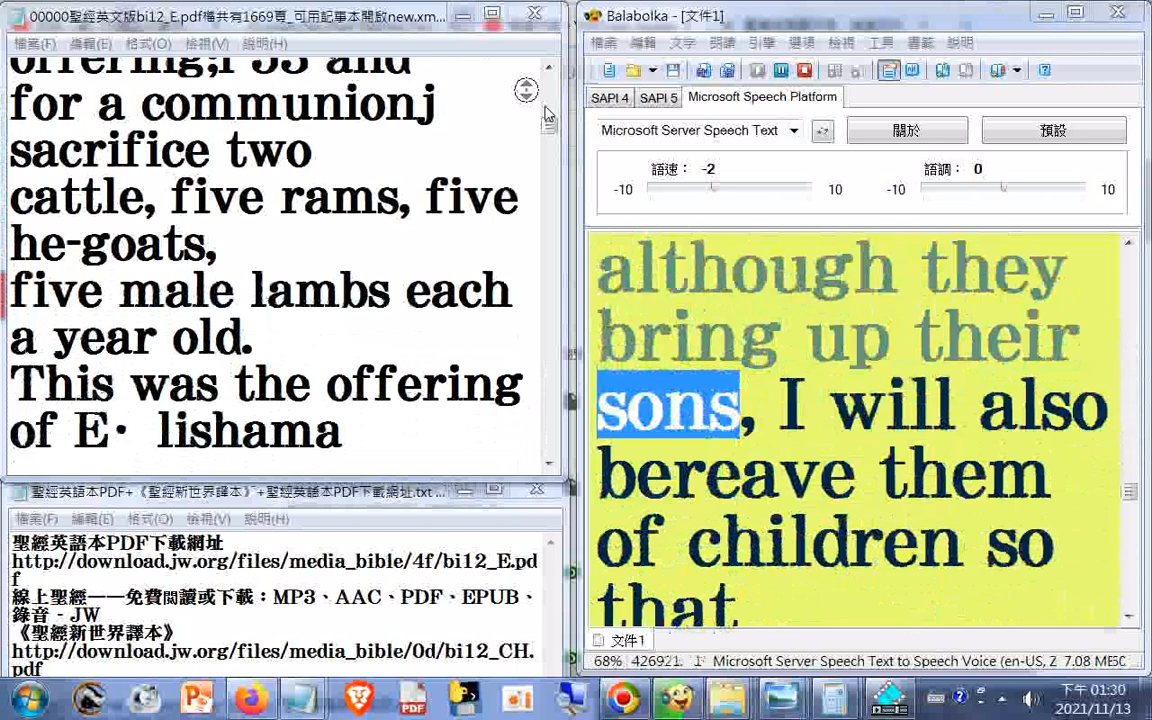 00000聖經英文版bi12_E.pdf檔共有1669頁_可用記事本開啟new.xm...
檔案(F) 編輯(E) 格式(O) 檢視(V) 說明(H)
offering;l 53 and
for a communionj
sacrifice two
cattle, five rams, five
he-goats,
five male lambs each
a year old.
This was the offering
of E· lishama
聖經英語本PDF+《聖經新世界譯本》+聖經英語本PDF下載網址.txt ...
檔案(F) 編輯(E) 格式(O) 檢視(V) 說明(H)
聖經英語本PDF下載網址
http://download.jw.org/files/media_bible/4f/bi12_E.pd
f
線上聖經──免費閱讀或下載：MP3、AAC、PDF、EPUB、
錄音 - JW
《聖經新世界譯本》
http://download.jw.org/files/media_bible/0d/bi12_CH.
pdf
Balabolka - [文件1]
檔案 編輯 文字 朗讀 引擎 選項 檢視 工具 書籤 說明
SAPI 4 SAPI 5 Microsoft Speech Platform
Microsoft Server Speech Text 關於 預設
語速： -2 語調： 0
-10 10 -10 10
although they
bring up their
sons, I will also
bereave them
of children so
that
文件1
68% 426921. Microsoft Server Speech Text to Speech Voice (en-US, Z 7.08 ME
下午 01:30
2021/11/13